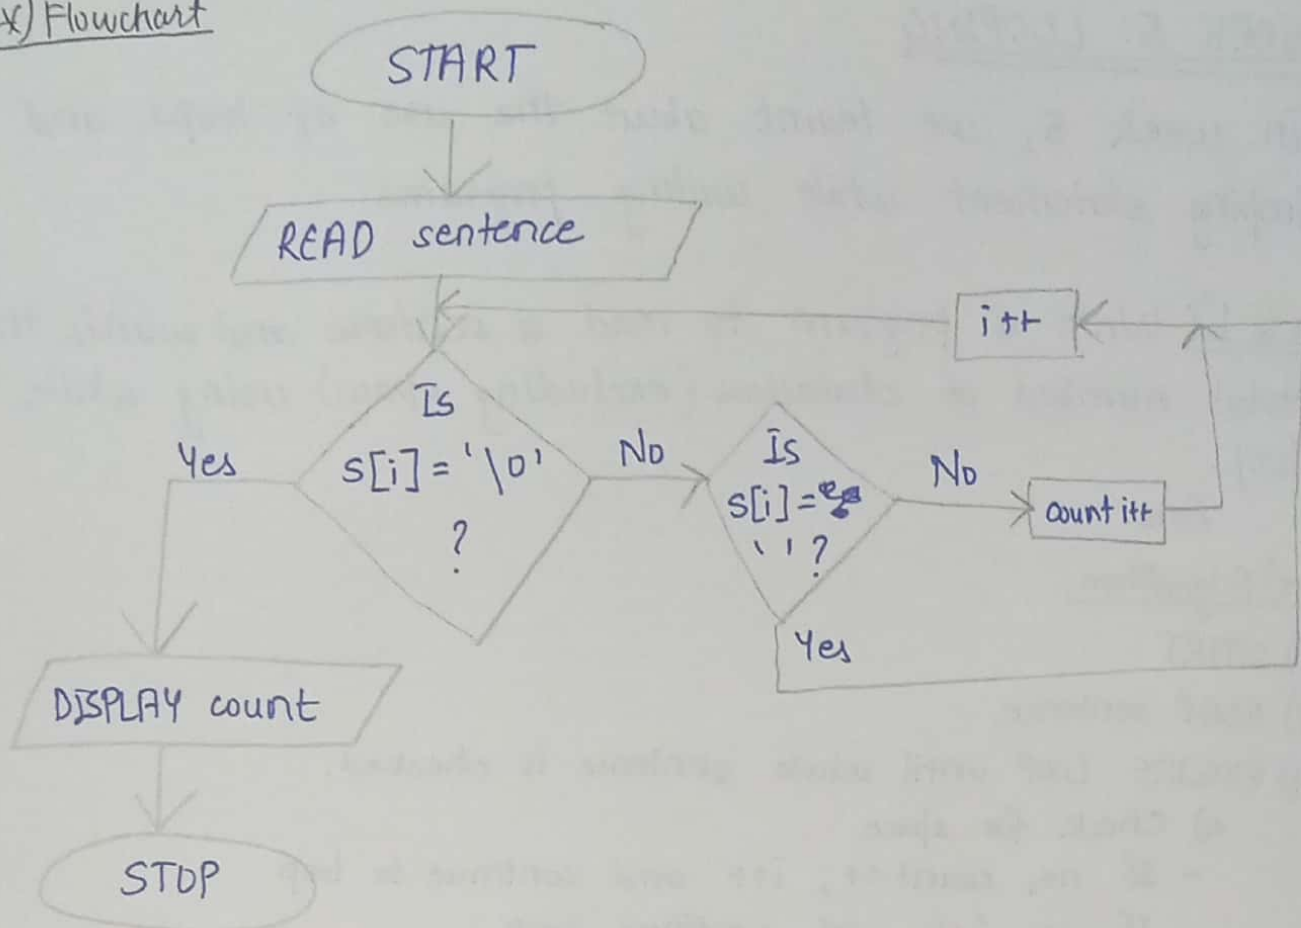 x) Flowchart
START
READ sentence
i++
Is
s[i] = '\0'
?
Yes
No
Is
s[i] =
' ' ?
No
count i++
Yes
DISPLAY count
STOP